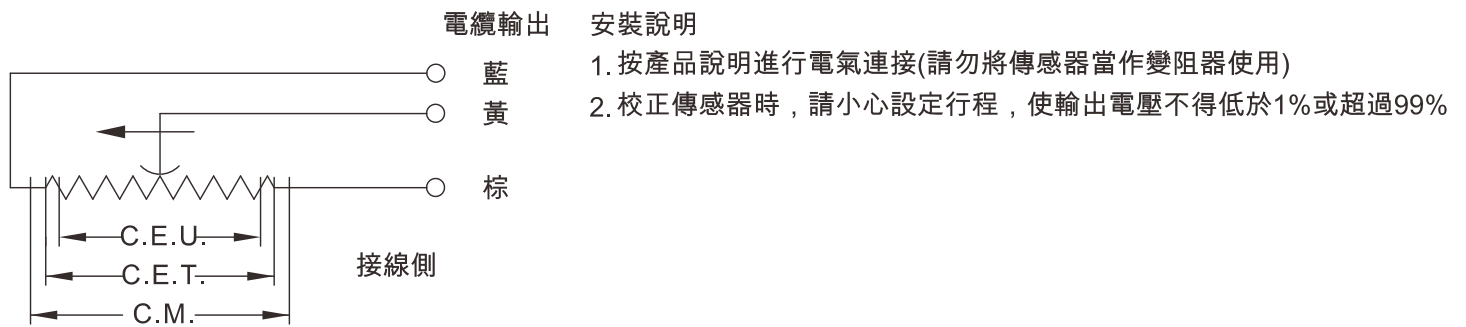 電纜輸出
藍
黃
棕
C.E.U.
C.E.T.
C.M.
接線側
安裝說明
1. 按產品說明進行電氣連接(請勿將傳感器當作變阻器使用)
2. 校正傳感器時，請小心設定行程，使輸出電壓不得低於1%或超過99%